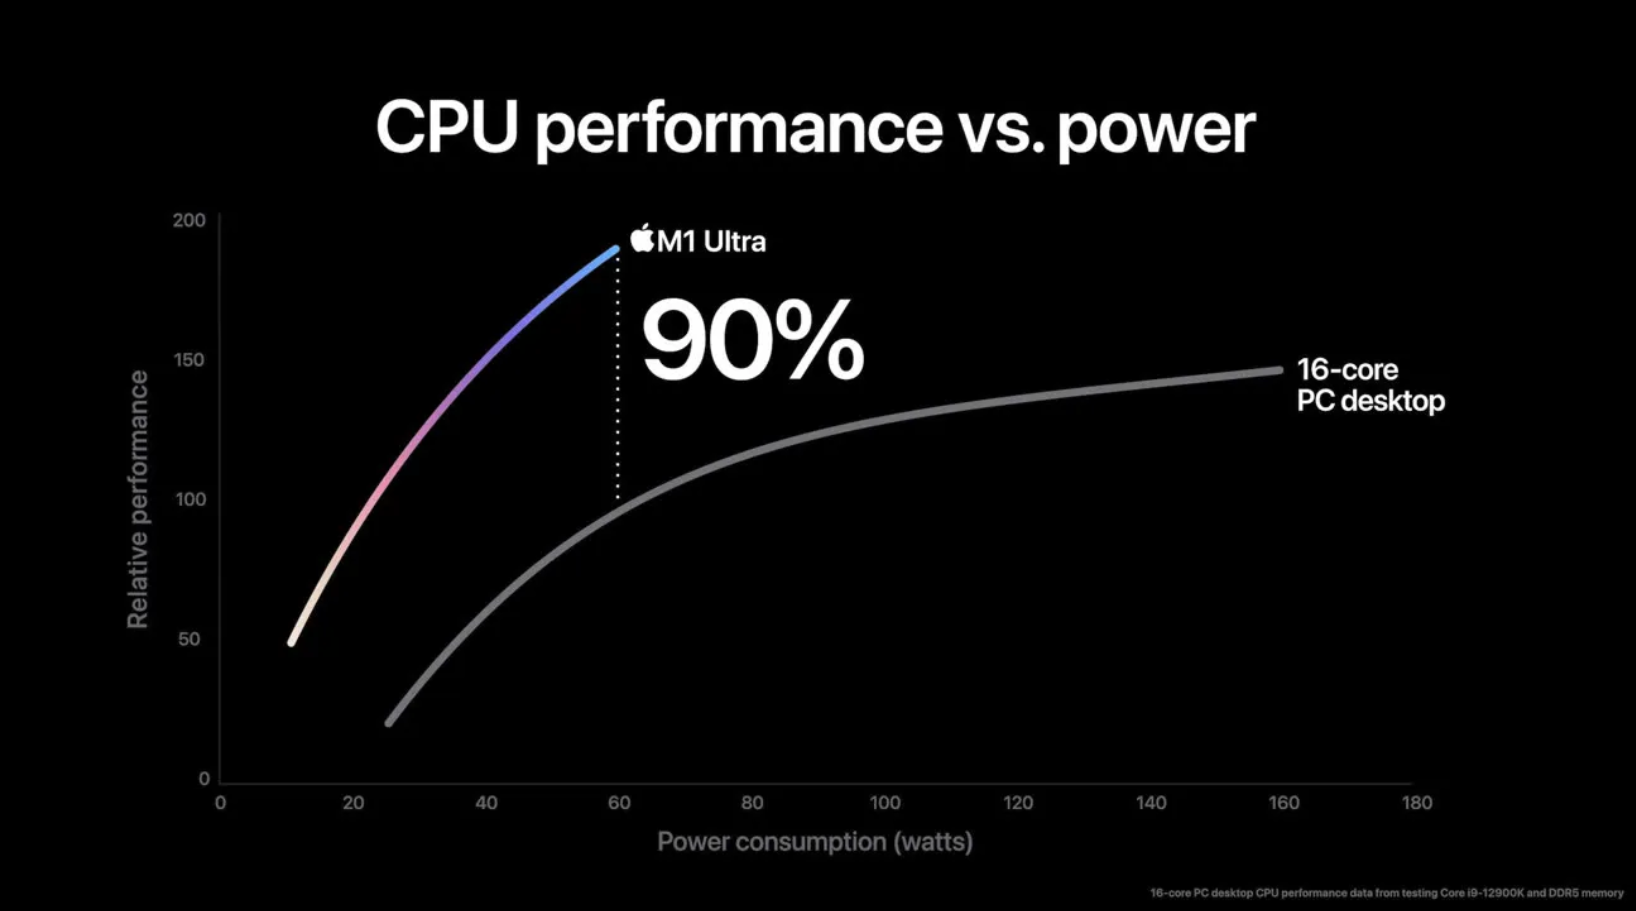 CPU performance vs. power
200
M1 Ultra
90%
150
16-core
PC desktop
Relative performance
100
50
0
0 20 40 60 80 100 120 140 160 180
Power consumption (watts)
16-core PC desktop CPU performance data from testing Core i9-12900K and DDR5 memory